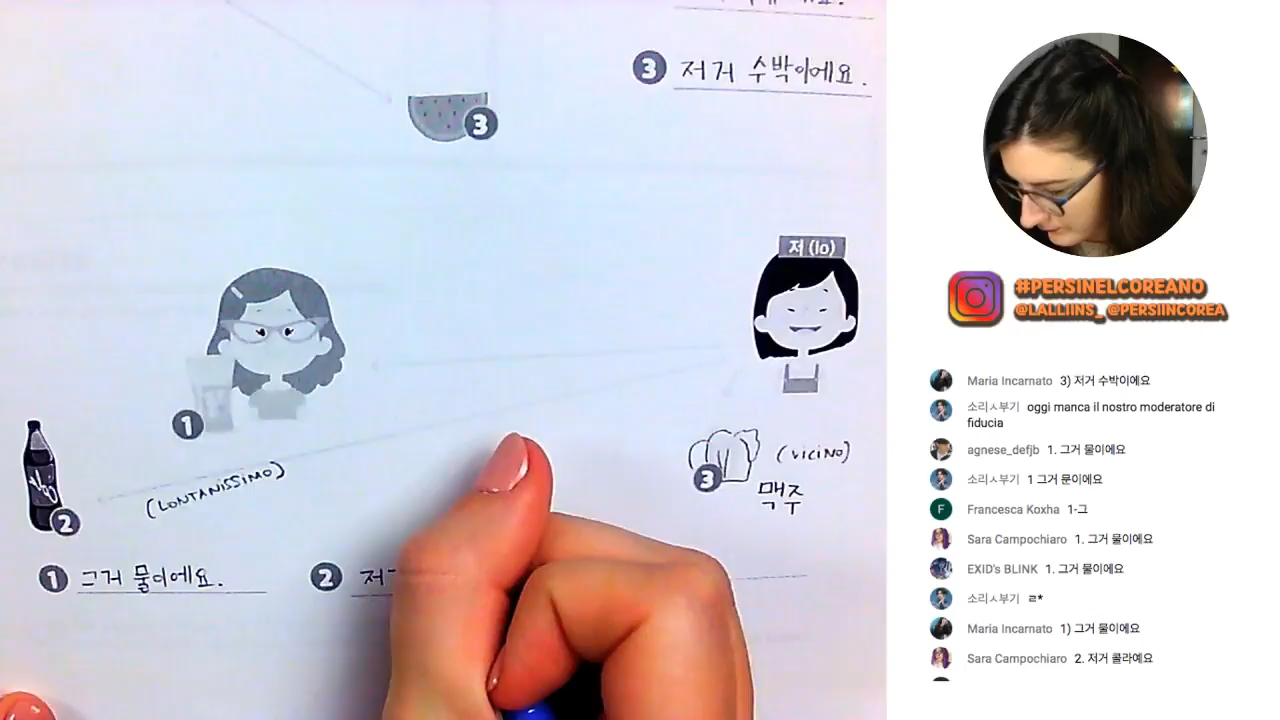 3 저거 수박이에요.
3
저 (Io)
1
(LONTANISSIMO)
3
(VICINO)
맥주
2
1 그거 물이에요.
2 저
#PERSINELCOREANO
@LALLIINS_ @PERSIINCOREA
Maria Incarnato 3) 저거 수박이에요
소리ㅅ부기 oggi manca il nostro moderatore di
fiducia
agnese_defjb 1. 그거 물이에요
소리ㅅ부기 1 그거 문이에요
F Francesca Koxha 1-그
Sara Campochiaro 1. 그거 물이에요
EXID's BLINK 1. 그거 물이에요
소리ㅅ부기 ㄹ*
Maria Incarnato 1) 그거 물이에요
Sara Campochiaro 2. 저거 콜라예요